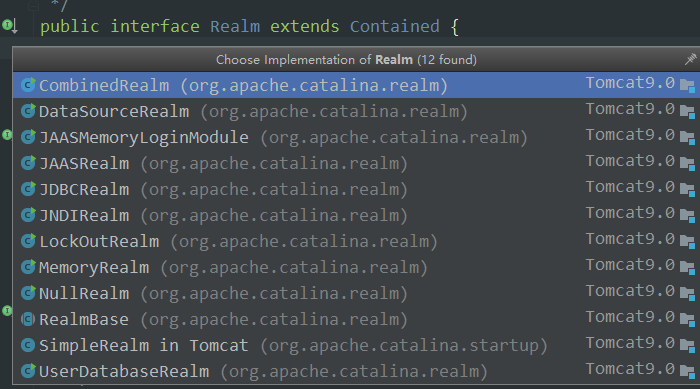 */
public interface Realm extends Contained {
Choose Implementation of Realm (12 found)
CombinedRealm (org.apache.catalina.realm) Tomcat9.0
DataSourceRealm (org.apache.catalina.realm) Tomcat9.0
JAASMemoryLoginModule (org.apache.catalina.realm) Tomcat9.0
JAASRealm (org.apache.catalina.realm) Tomcat9.0
JDBCRealm (org.apache.catalina.realm) Tomcat9.0
JNDIRealm (org.apache.catalina.realm) Tomcat9.0
LockOutRealm (org.apache.catalina.realm) Tomcat9.0
MemoryRealm (org.apache.catalina.realm) Tomcat9.0
NullRealm (org.apache.catalina.realm) Tomcat9.0
RealmBase (org.apache.catalina.realm) Tomcat9.0
SimpleRealm in Tomcat (org.apache.catalina.startup) Tomcat9.0
UserDatabaseRealm (org.apache.catalina.realm) Tomcat9.0